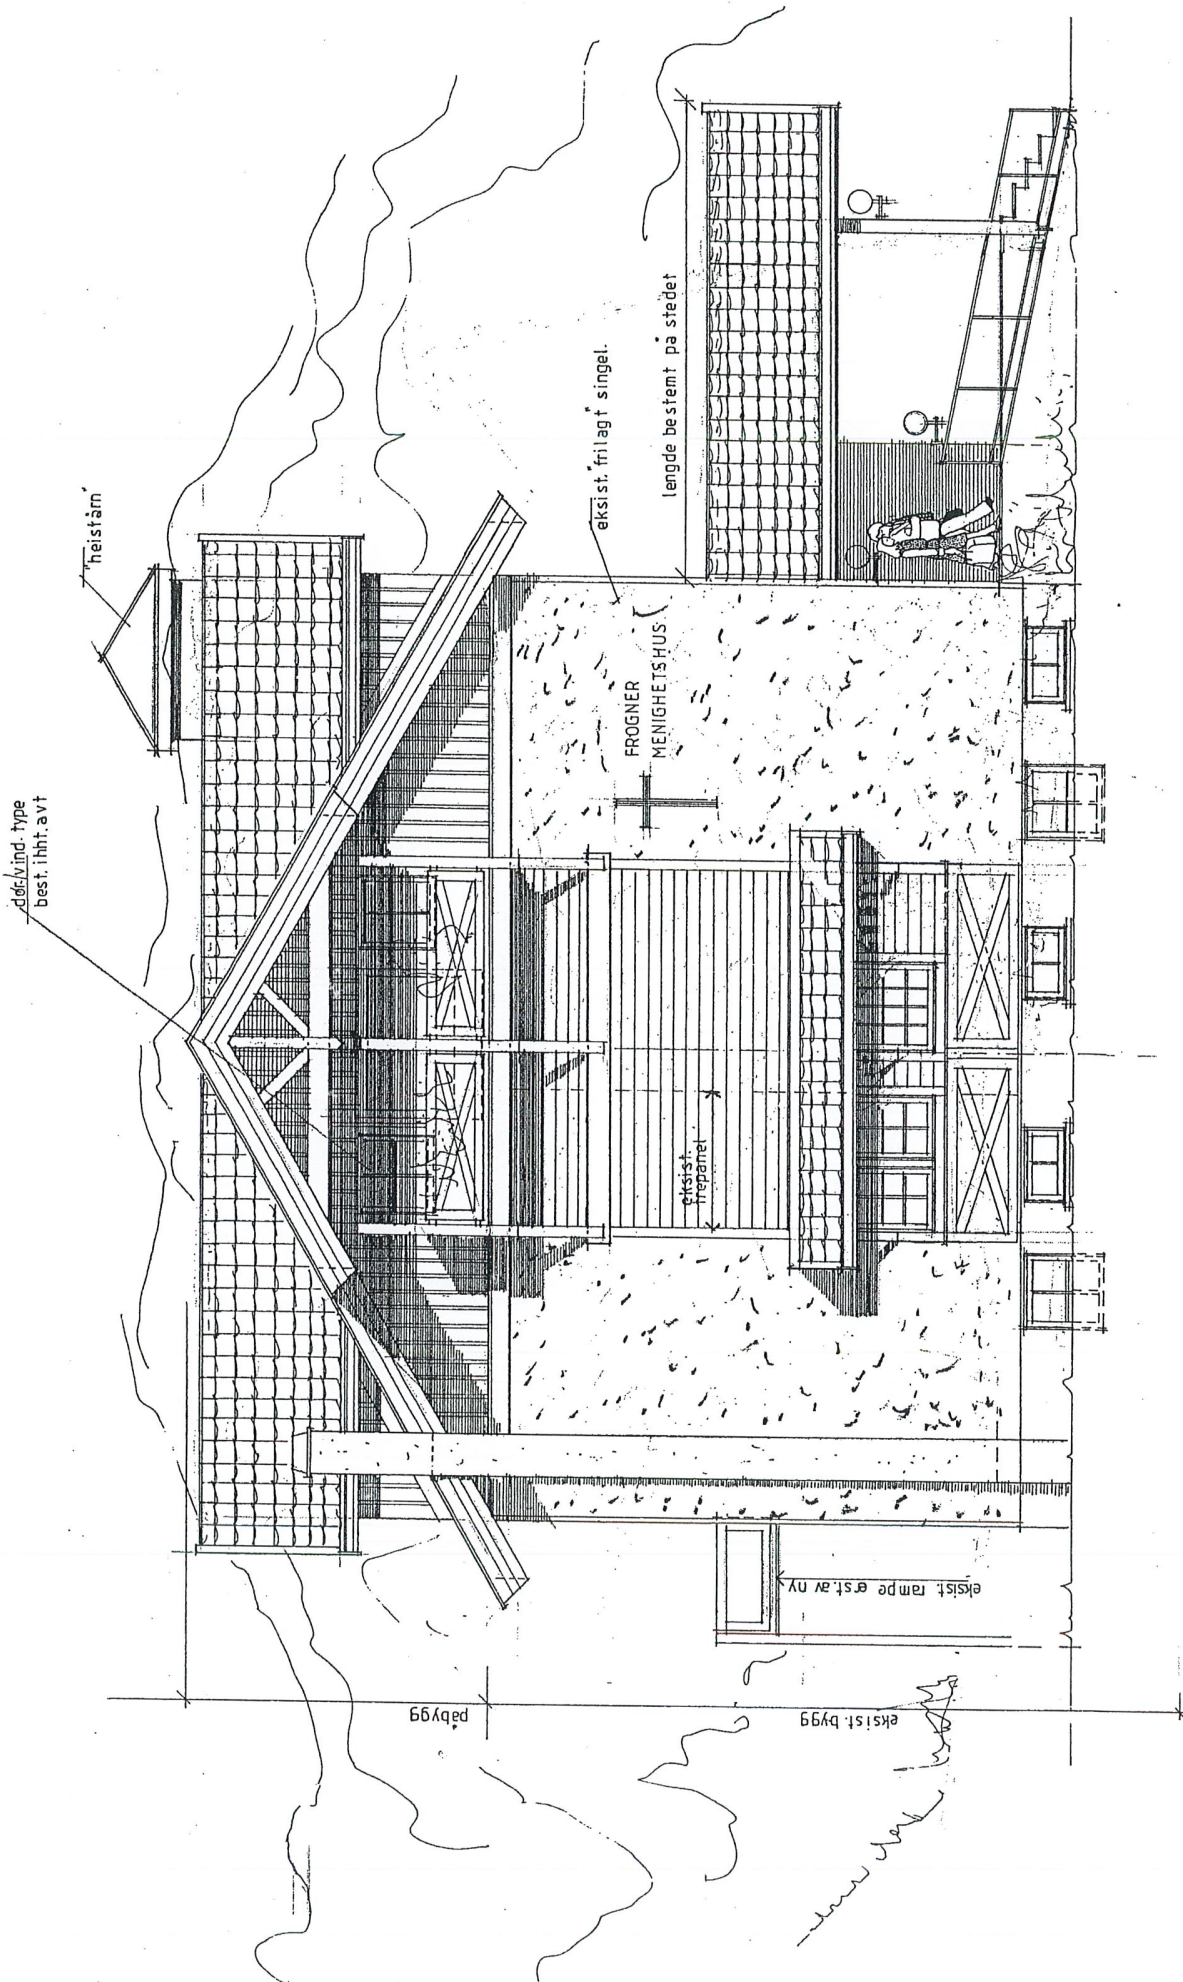 dør/vind. type
best. i hht. avt
"heistårn"
eksist. "frilagt" singel.
lengde bestemt på stedet
FROGNER
MENIGHETSHUS
eksist.
trepanel
eksist. rampe erst. av ny
påbygg
eksist. bygg